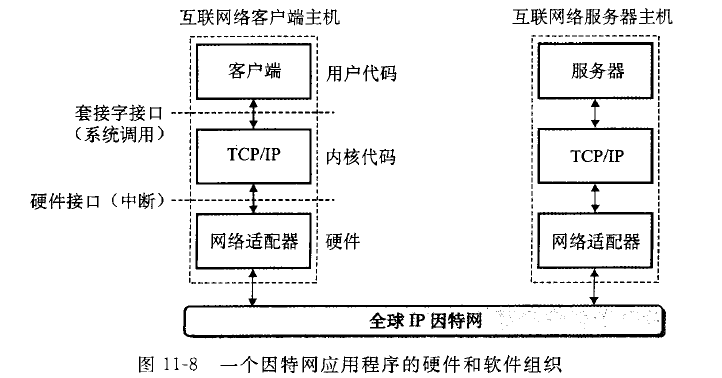 互联网络客户端主机
互联网络服务器主机
客户端
用户代码
服务器
套接字接口
（系统调用）
TCP/IP
内核代码
TCP/IP
硬件接口（中断）
网络适配器
硬件
网络适配器
全球 IP 因特网
图 11-8 一个因特网应用程序的硬件和软件组织